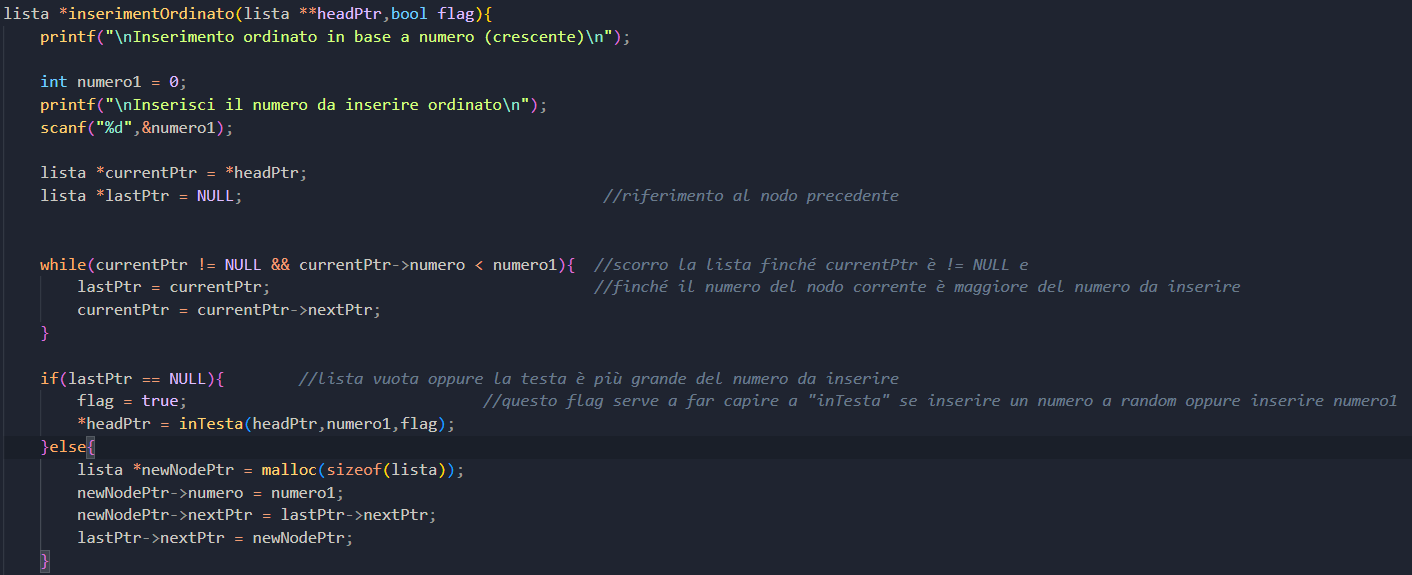 lista *inserimentOrdinato(lista **headPtr,bool flag){
printf("\nInserimento ordinato in base a numero (crescente)\n");
int numero1 = 0;
printf("\nInserisci il numero da inserire ordinato\n");
scanf("%d",&numero1);
lista *currentPtr = *headPtr;
lista *lastPtr = NULL; //riferimento al nodo precedente
while(currentPtr != NULL && currentPtr->numero < numero1){ //scorro la lista finché currentPtr è != NULL e
lastPtr = currentPtr; //finché il numero del nodo corrente è maggiore del numero da inserire
currentPtr = currentPtr->nextPtr;
}
if(lastPtr == NULL){ //lista vuota oppure la testa è più grande del numero da inserire
flag = true; //questo flag serve a far capire a "inTesta" se inserire un numero a random oppure inserire numero1
*headPtr = inTesta(headPtr,numero1,flag);
}else{
lista *newNodePtr = malloc(sizeof(lista));
newNodePtr->numero = numero1;
newNodePtr->nextPtr = lastPtr->nextPtr;
lastPtr->nextPtr = newNodePtr;
}